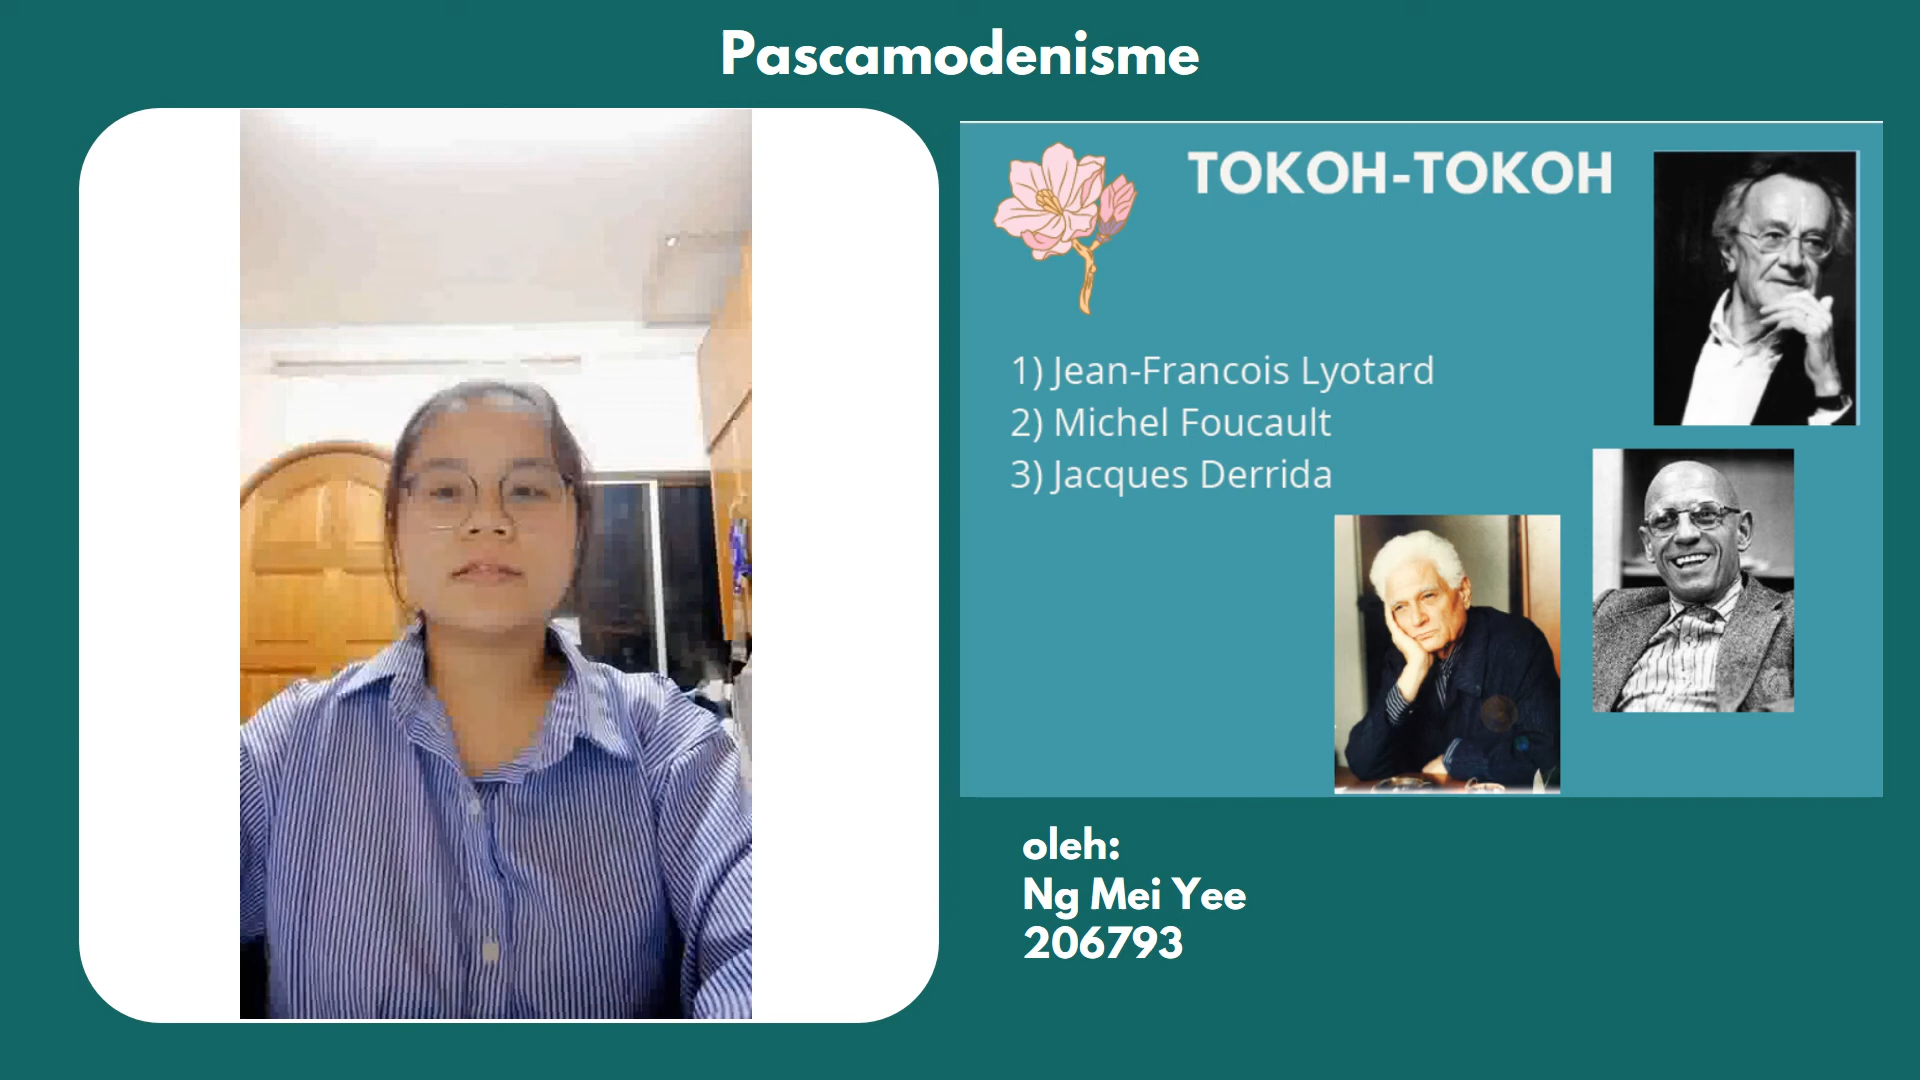 Pascamodenisme
TOKOH-TOKOH
1) Jean-Francois Lyotard
2) Michel Foucault
3) Jacques Derrida
oleh:
Ng Mei Yee
206793